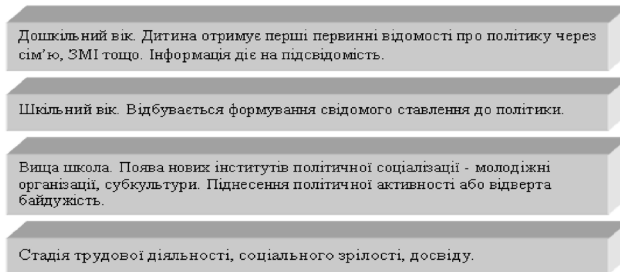 Дошкільний вік. Дитина отримує перші первинні відомості про політику через
сім’ю, ЗМІ тощо. Інформація діє на підсвідомість.
Шкільний вік. Відбувається формування свідомого ставлення до політики.
Вища школа. Поява нових інститутів політичної соціалізації - молодіжні
організації, субкультури. Піднесення політичної активності або відверта
байдужість.
Стадія трудової діяльності, соціального зрілості, досвіду.